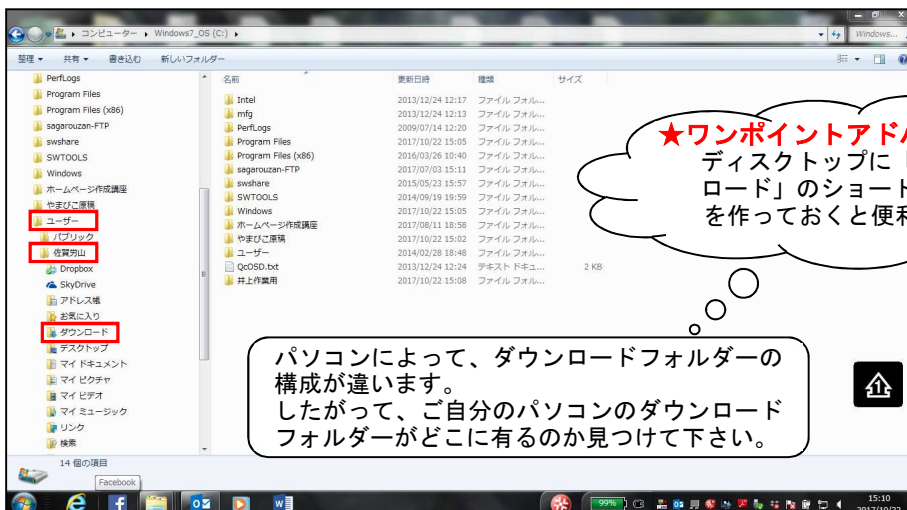 コンピューター ▸ Windows7_OS (C:) ▸
Windows...
整理 ▾ 共有 ▾ 書き込む 新しいフォルダー
PerfLogs
Program Files
Program Files (x86)
sagarouzan-FTP
swshare
SWTOOLS
Windows
ホームページ作成講座
やまびこ原稿
ユーザー
パブリック
佐賀労山
Dropbox
SkyDrive
アドレス帳
お気に入り
ダウンロード
デスクトップ
マイ ドキュメント
マイ ピクチャ
マイ ビデオ
マイ ミュージック
リンク
検索
名前 更新日時 種類 サイズ
Intel 2013/12/24 12:17 ファイル フォル...
mfg 2013/12/24 12:13 ファイル フォル...
PerfLogs 2009/07/14 12:20 ファイル フォル...
Program Files 2017/10/22 15:05 ファイル フォル...
Program Files (x86) 2016/03/26 10:40 ファイル フォル...
sagarouzan-FTP 2017/07/03 15:11 ファイル フォル...
swshare 2015/05/23 15:57 ファイル フォル...
SWTOOLS 2014/09/19 19:59 ファイル フォル...
Windows 2017/10/22 15:05 ファイル フォル...
ホームページ作成講座 2017/08/11 18:58 ファイル フォル...
やまびこ原稿 2017/10/22 15:02 ファイル フォル...
ユーザー 2014/02/28 18:48 ファイル フォル...
QcOSD.txt 2013/12/24 12:24 テキスト ドキュ... 2 KB
井上作業用 2017/10/22 15:08 ファイル フォル...
★ワンポイントアドバ
ディスクトップに「
ロード」のショート
を作っておくと便利
パソコンによって、ダウンロードフォルダーの
構成が違います。
したがって、ご自分のパソコンのダウンロード
フォルダーがどこに有るのか見つけて下さい。
14 個の項目
Facebook
99%
15:10
2017/10/22